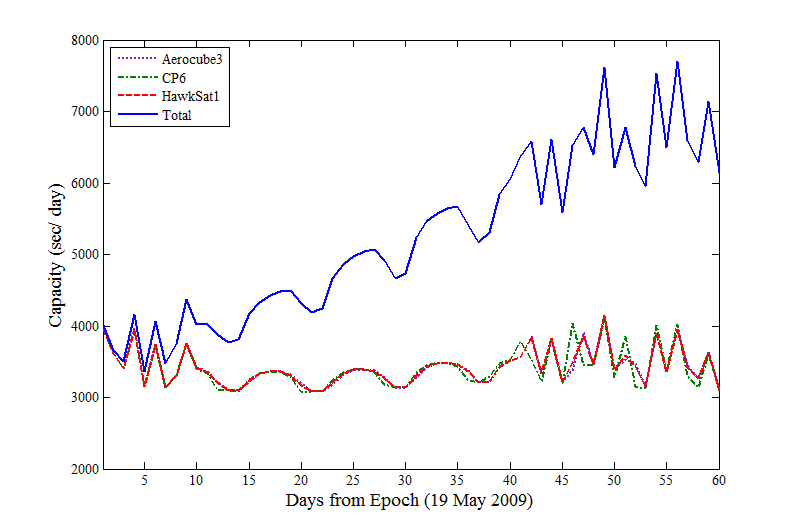 Aerocube3
CP6
HawkSat1
Total
8000
7000
6000
5000
4000
3000
2000
Capacity (sec/ day)
5 10 15 20 25 30 35 40 45 50 55 60
Days from Epoch (19 May 2009)